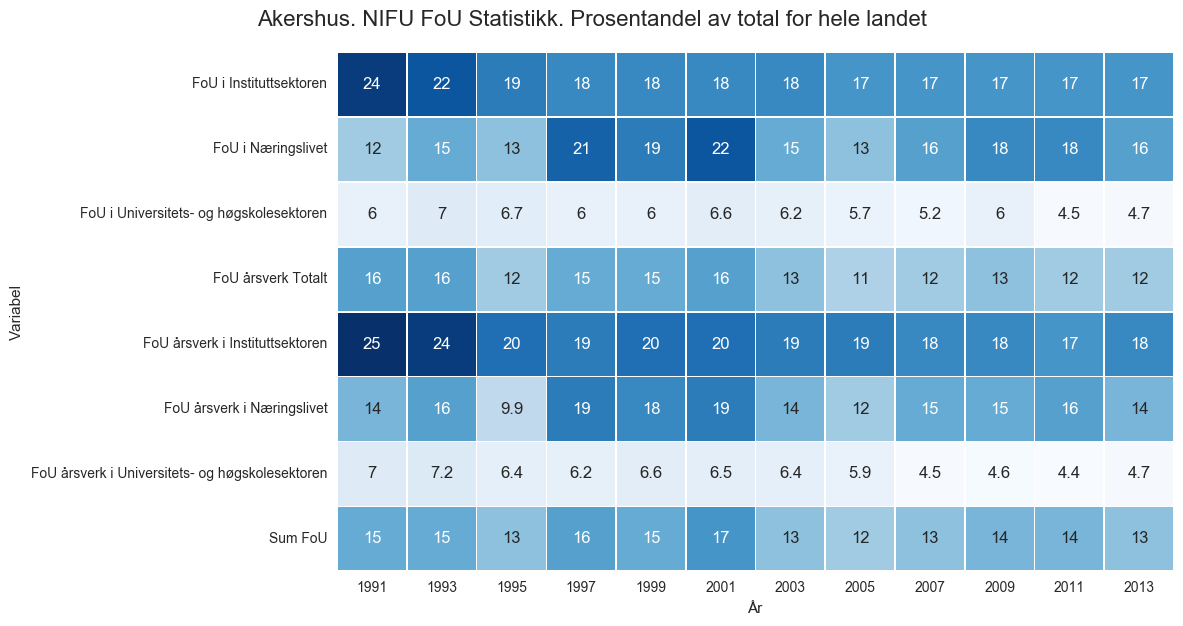 Akershus. NIFU FoU Statistikk. Prosentandel av total for hele landet
FoU i Instituttsektoren 24 22 19 18 18 18 18 17 17 17 17 17
FoU i Næringslivet 12 15 13 21 19 22 15 13 16 18 18 16
FoU i Universitets- og høgskolesektoren 6 7 6.7 6 6 6.6 6.2 5.7 5.2 6 4.5 4.7
FoU årsverk Totalt 16 16 12 15 15 16 13 11 12 13 12 12
Variabel
FoU årsverk i Instituttsektoren 25 24 20 19 20 20 19 19 18 18 17 18
FoU årsverk i Næringslivet 14 16 9.9 19 18 19 14 12 15 15 16 14
FoU årsverk i Universitets- og høgskolesektoren 7 7.2 6.4 6.2 6.6 6.5 6.4 5.9 4.5 4.6 4.4 4.7
Sum FoU 15 15 13 16 15 17 13 12 13 14 14 13
1991 1993 1995 1997 1999 2001 2003 2005 2007 2009 2011 2013
År